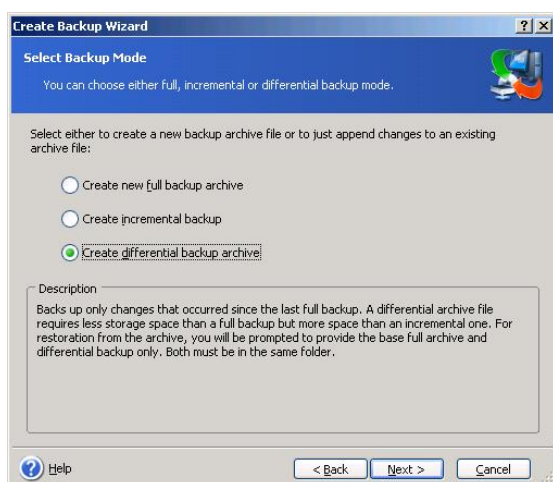 Create Backup Wizard
Select Backup Mode
You can choose either full, incremental or differential backup mode.
Select either to create a new backup archive file or to just append changes to an existing
archive file:
Create new full backup archive
Create incremental backup
Create differential backup archive
Description
Backs up only changes that occurred since the last full backup. A differential archive file
requires less storage space than a full backup but more space than an incremental one. For
restoration from the archive, you will be prompted to provide the base full archive and
differential backup only. Both must be in the same folder.
Help
< Back
Next >
Cancel